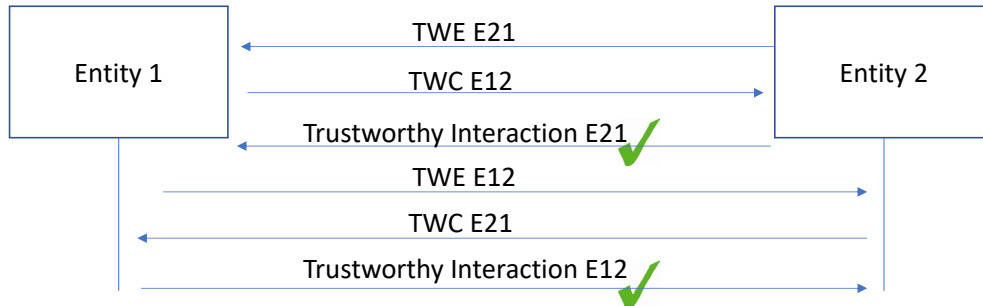 TWE E21
Entity 1
Entity 2
TWC E12
Trustworthy Interaction E21
TWE E12
TWC E21
Trustworthy Interaction E12